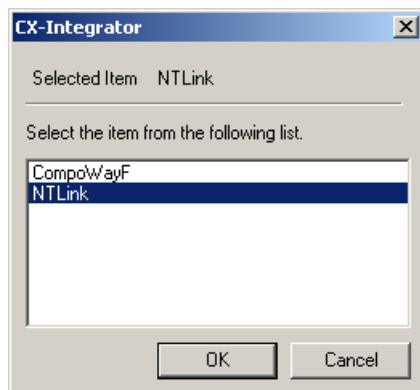 CX-Integrator
Selected Item NTLink
Select the item from the following list.
CompoWayF
NTLink
OK Cancel